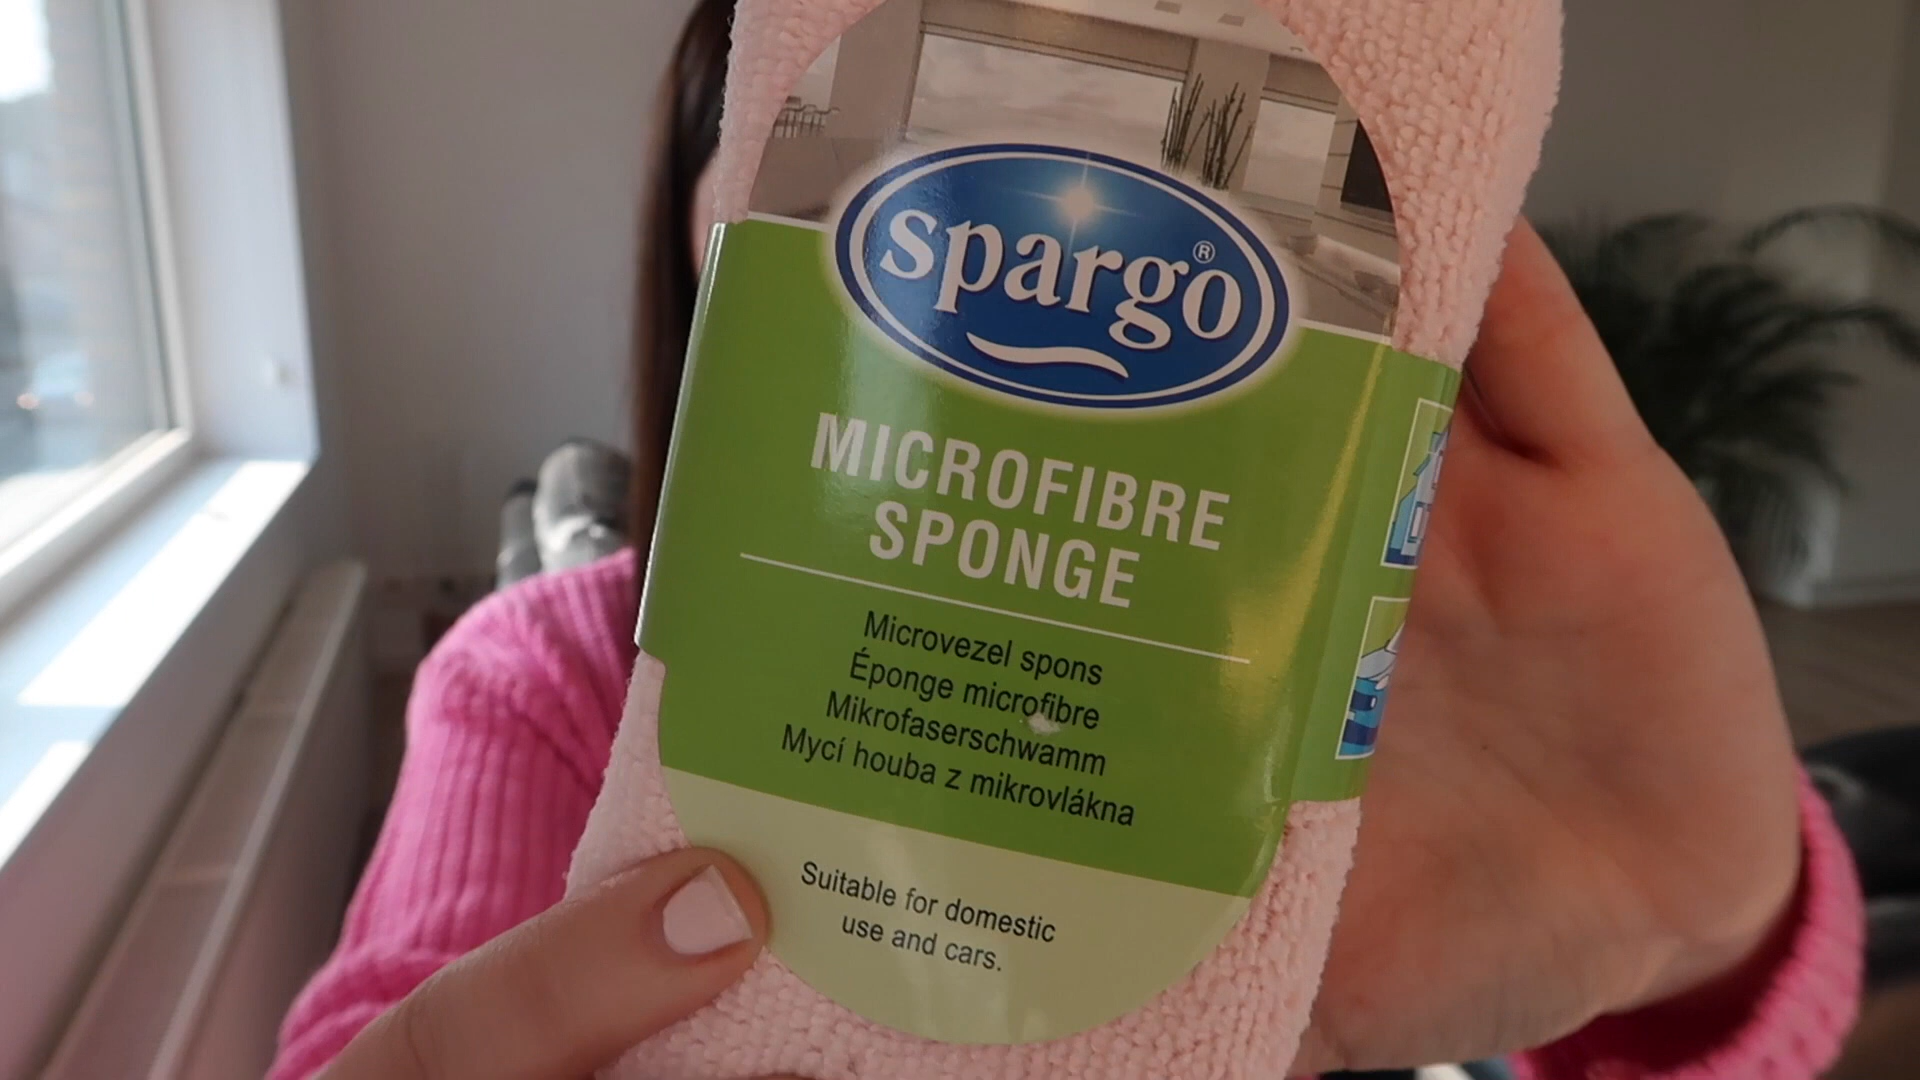 spargo®
MICROFIBRE
SPONGE
Microvezel spons
Éponge microfibre
Mikrofaserschwamm
Mycí houba z mikrovlákna
Suitable for domestic
use and cars.